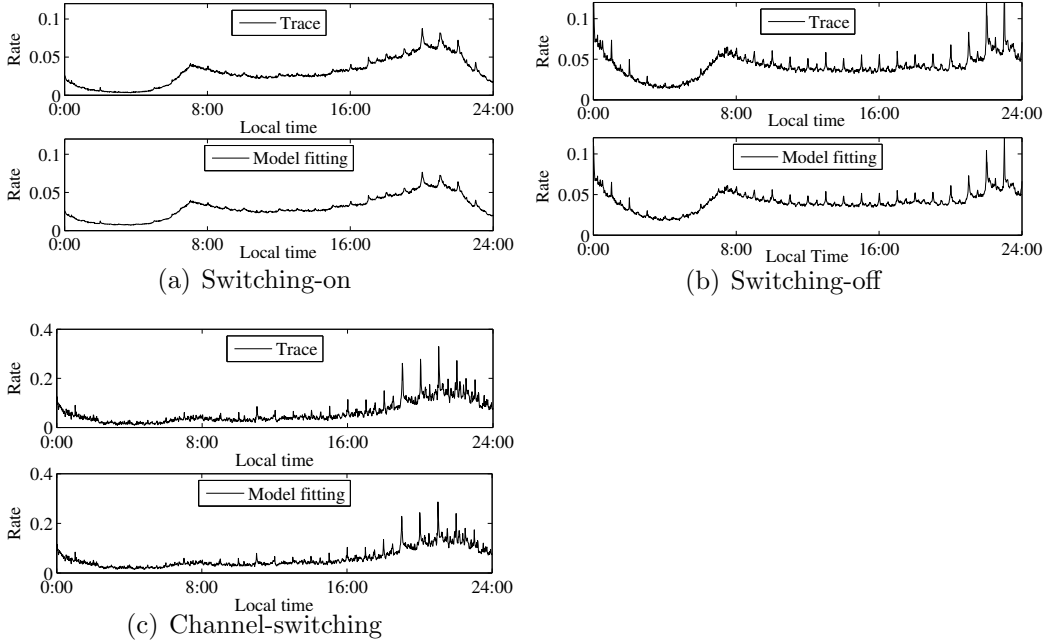 0.1
0.05
0
Rate
Trace
0:00
8:00
16:00
24:00
Local time
0.1
0.05
0
Rate
Model fitting
0:00
8:00
16:00
24:00
Local time
(a) Switching-on
0.1
0.05
0
Rate
Trace
0:00
8:00
16:00
24:00
Local time
0.1
0.05
0
Rate
Model fitting
0:00
8:00
16:00
24:00
Local Time
(b) Switching-off
0.4
0.2
0
Rate
Trace
0:00
8:00
16:00
24:00
Local time
0.4
0.2
0
Rate
Model fitting
0:00
8:00
16:00
24:00
Local time
(c) Channel-switching